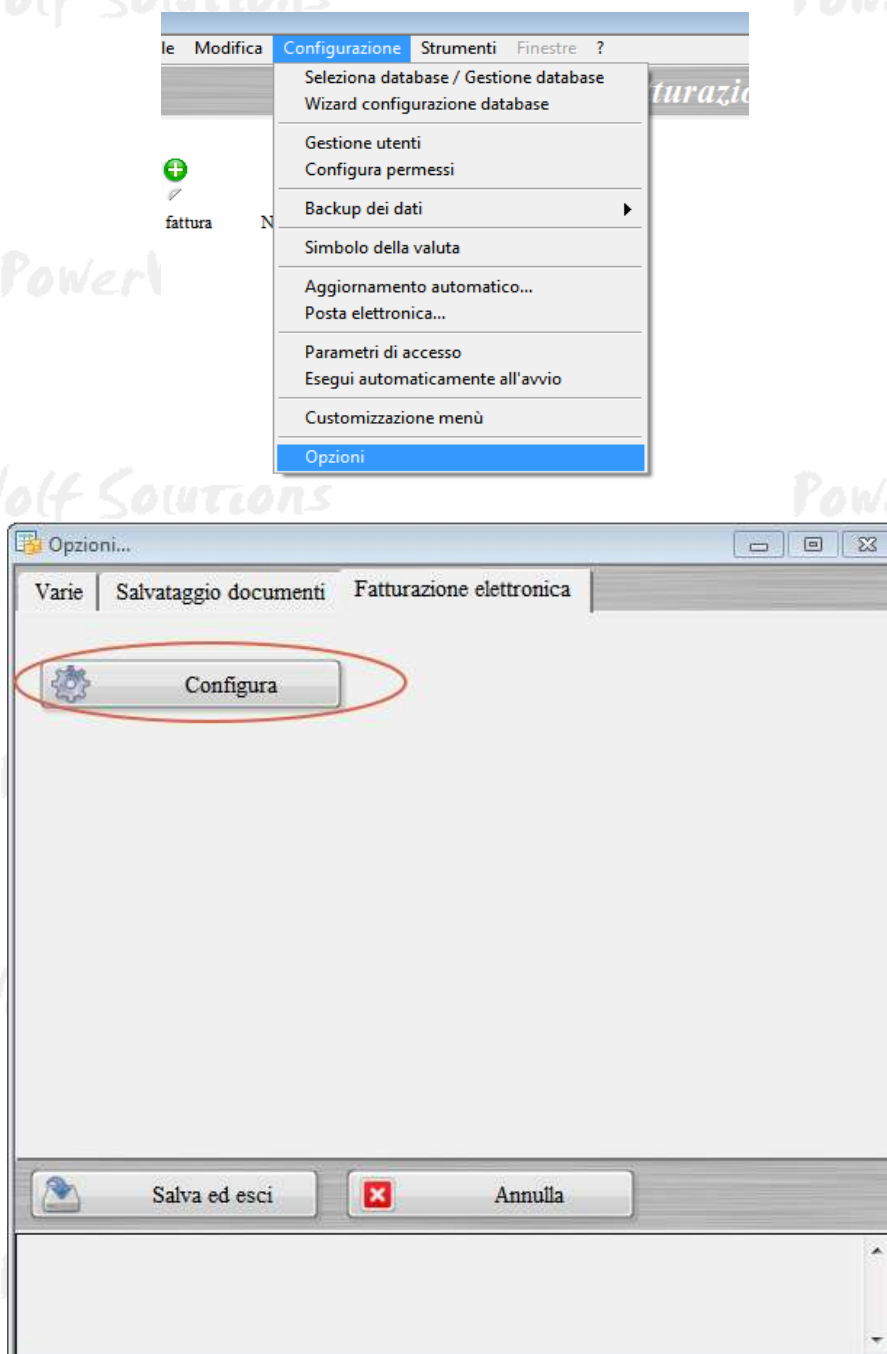 le Modifica Configurazione Strumenti Finestre ?
Seleziona database / Gestione database
Wizard configurazione database
Gestione utenti
Configura permessi
fattura N
Backup dei dati
Simbolo della valuta
Aggiornamento automatico...
Posta elettronica...
Parametri di accesso
Esegui automaticamente all'avvio
Customizzazione menù
Opzioni
olf Solutions
Opzioni...
Varie Salvataggio documenti Fatturazione elettronica
Configura
Salva ed esci Annulla